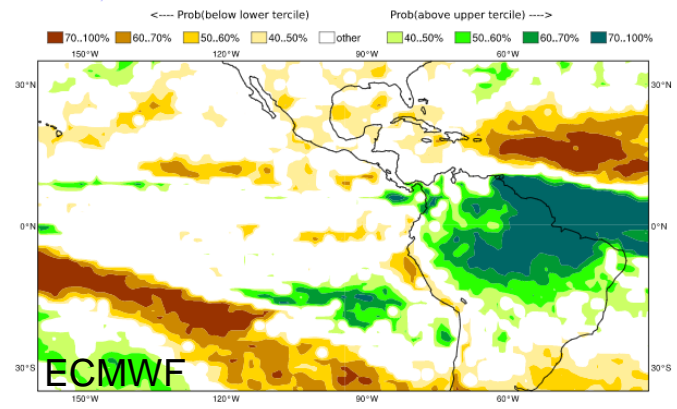 <---- Prob(below lower tercile) Prob(above upper tercile) ---->
70..100% 60..70% 50..60% 40..50% other 40..50% 50..60% 60..70% 70..100%
150°W 120°W 90°W 60°W
30°N 30°N
0°N 0°N
30°S 30°S
ECMWF
150°W 120°W 90°W 60°W